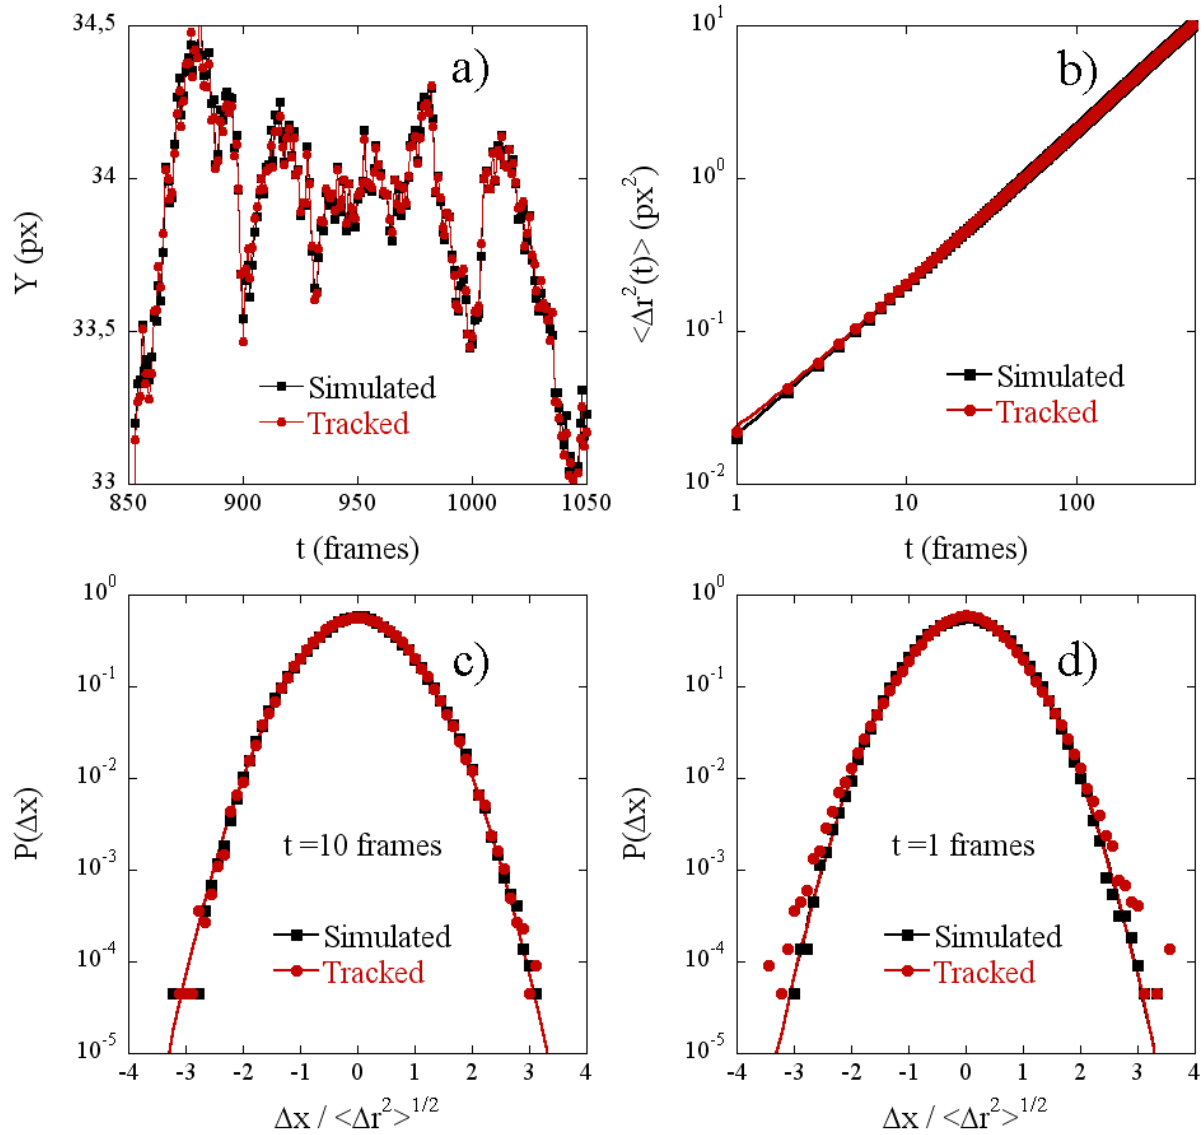 34,5
34
33,5
33
Y (px)
a)
Simulated
Tracked
850
900
950
1000
1050
t (frames)
10^1
10^0
10^-1
10^-2
<Δr^2(t)> (px^2)
b)
Simulated
Tracked
1
10
100
t (frames)
10^0
10^-1
10^-2
10^-3
10^-4
10^-5
P(Δx)
c)
t =10 frames
Simulated
Tracked
-4 -3 -2 -1 0 1 2 3 4
Δx / <Δr^2>^1/2
10^0
10^-1
10^-2
10^-3
10^-4
10^-5
P(Δx)
d)
t =1 frames
Simulated
Tracked
-4 -3 -2 -1 0 1 2 3 4
Δx / <Δr^2>^1/2